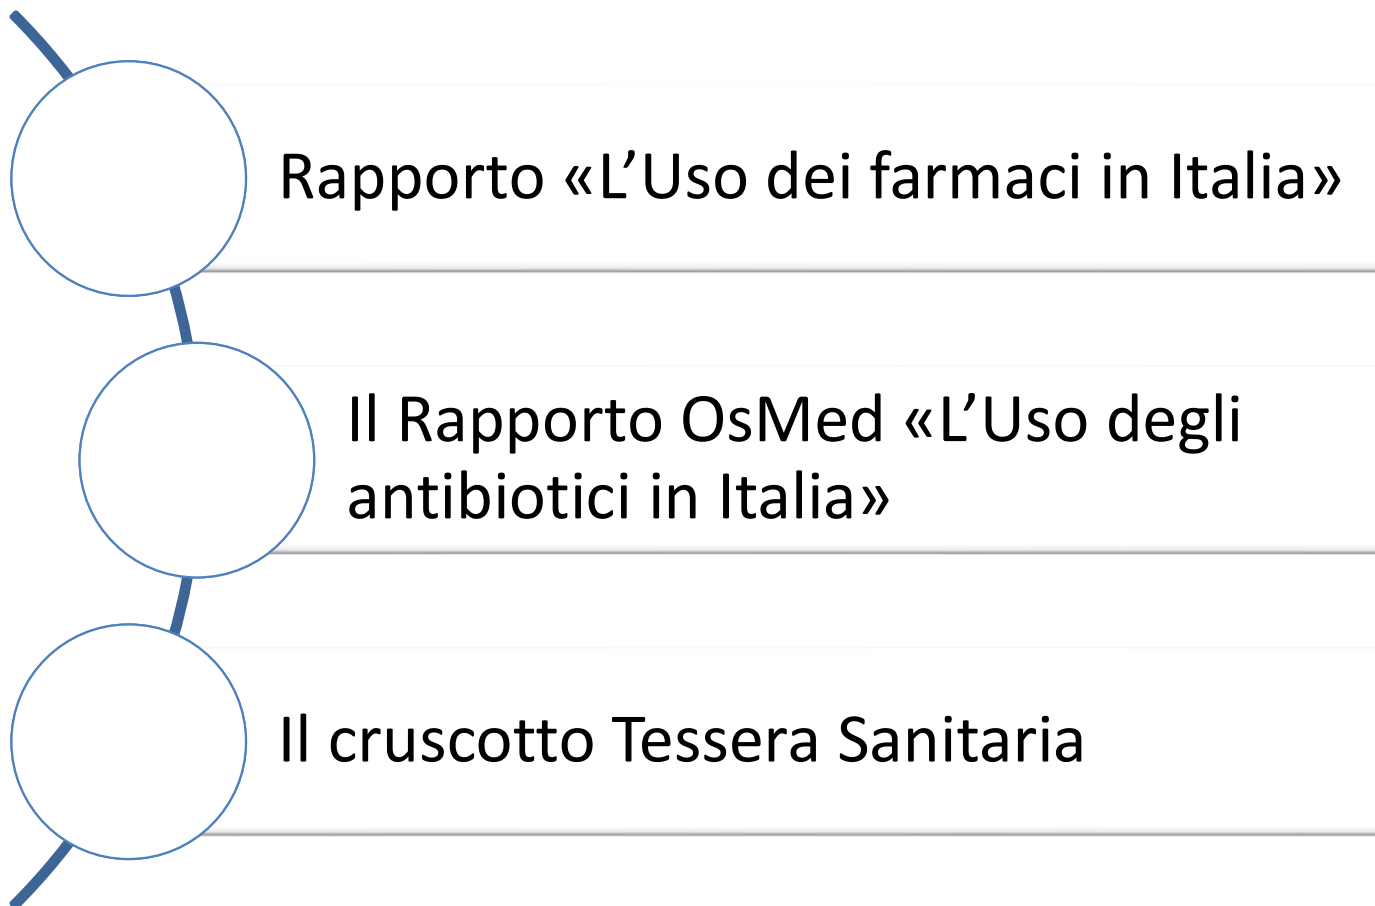 Rapporto «L’Uso dei farmaci in Italia»
Il Rapporto OsMed «L’Uso degli
antibiotici in Italia»
Il cruscotto Tessera Sanitaria